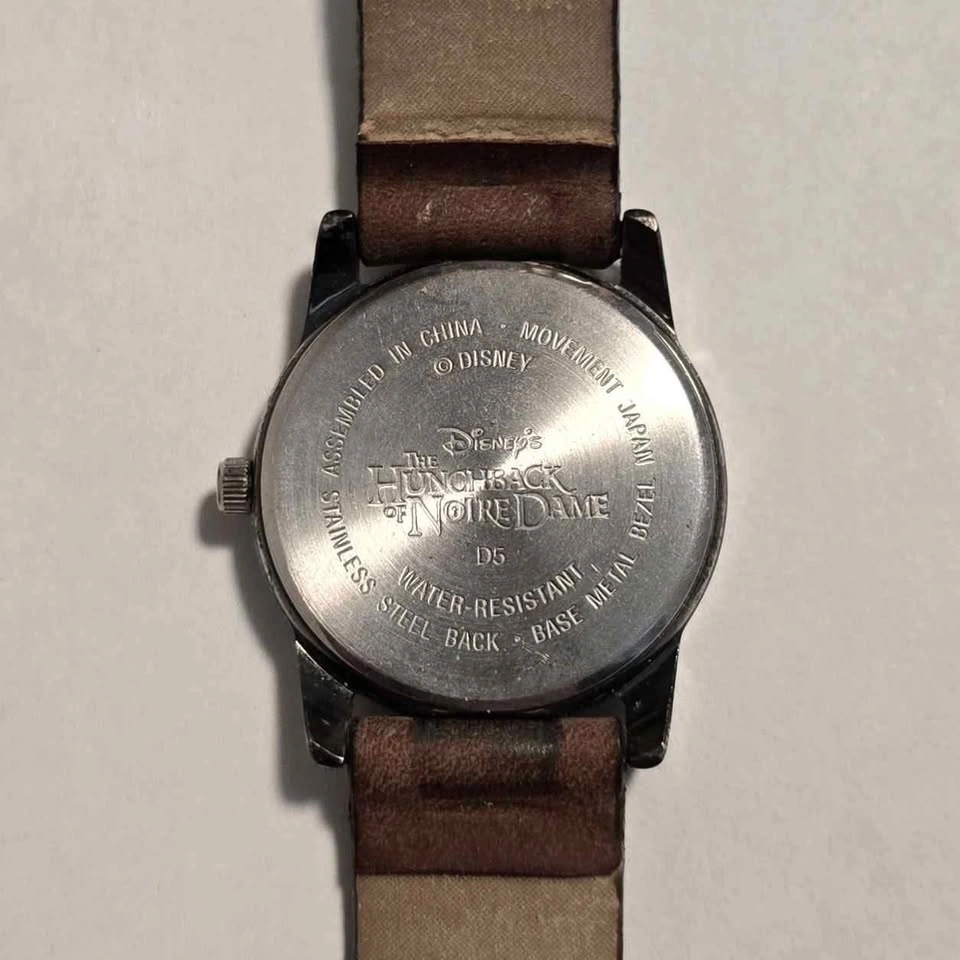 ASSEMBLED IN CHINA · MOVEMENT JAPAN
© DISNEY
DISNEY'S
THE
HUNCHBACK
OF NOTRE DAME
D5
WATER-RESISTANT
STAINLESS STEEL BACK · BASE METAL BEZEL